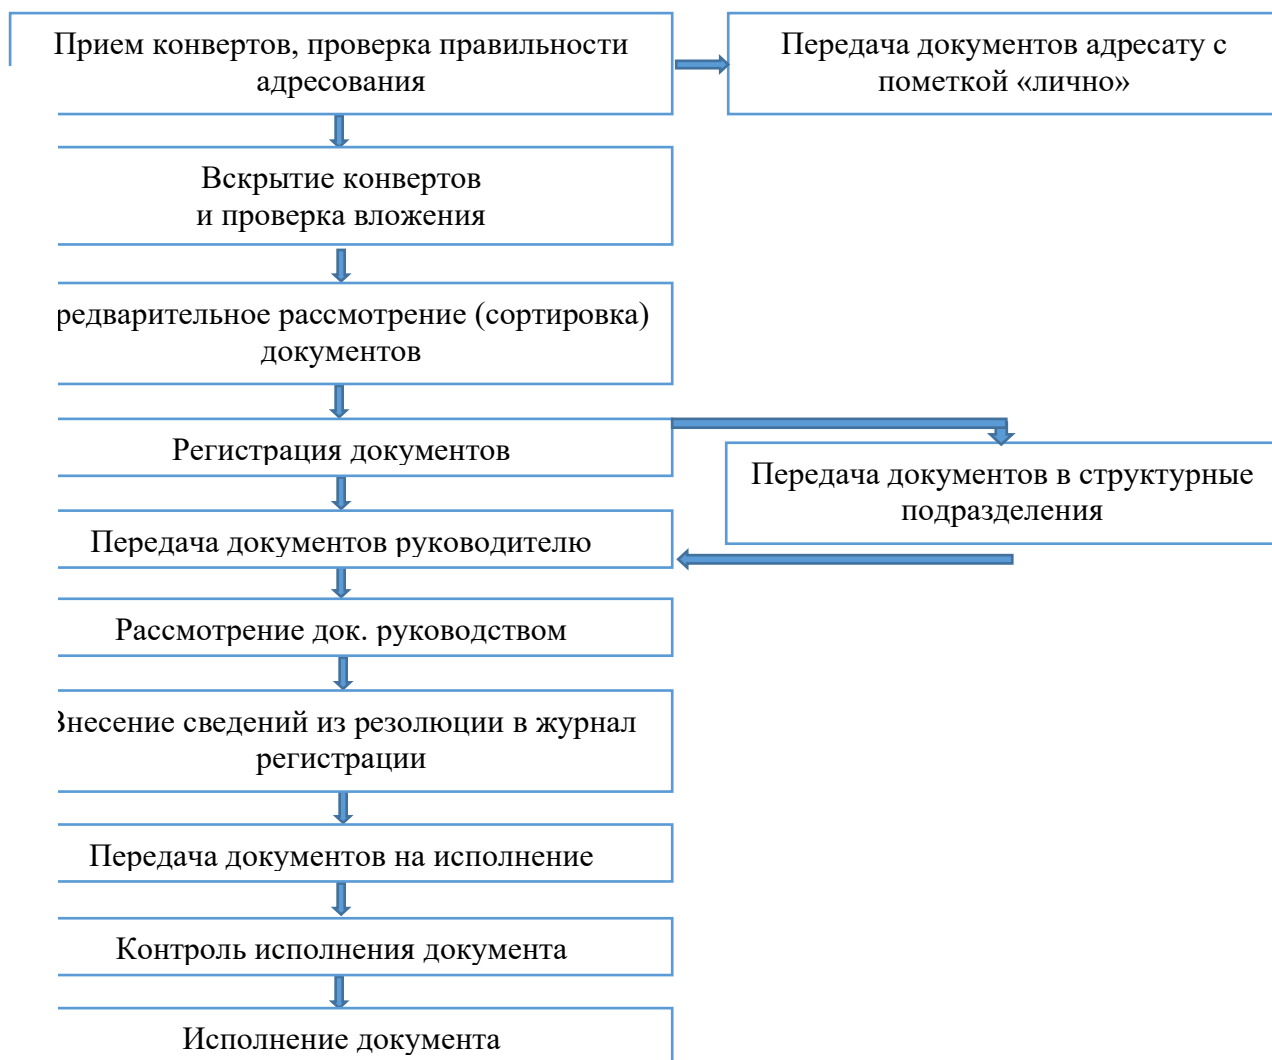 Прием конвертов, проверка правильности
адресования
Передача документов адресату с
пометкой «лично»
Вскрытие конвертов
и проверка вложения
редварительное рассмотрение (сортировка)
документов
Регистрация документов
Передача документов в структурные
подразделения
Передача документов руководителю
Рассмотрение док. руководством
Внесение сведений из резолюции в журнал
регистрации
Передача документов на исполнение
Контроль исполнения документа
Исполнение документа